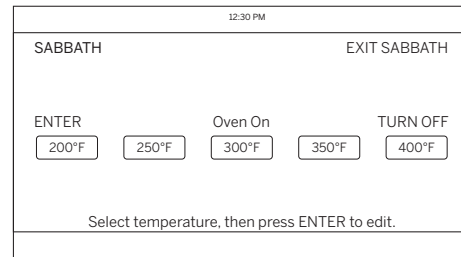 12:30 PM
SABBATH EXIT SABBATH
ENTER Oven On TURN OFF
200°F 250°F 300°F 350°F 400°F
Select temperature, then press ENTER to edit.